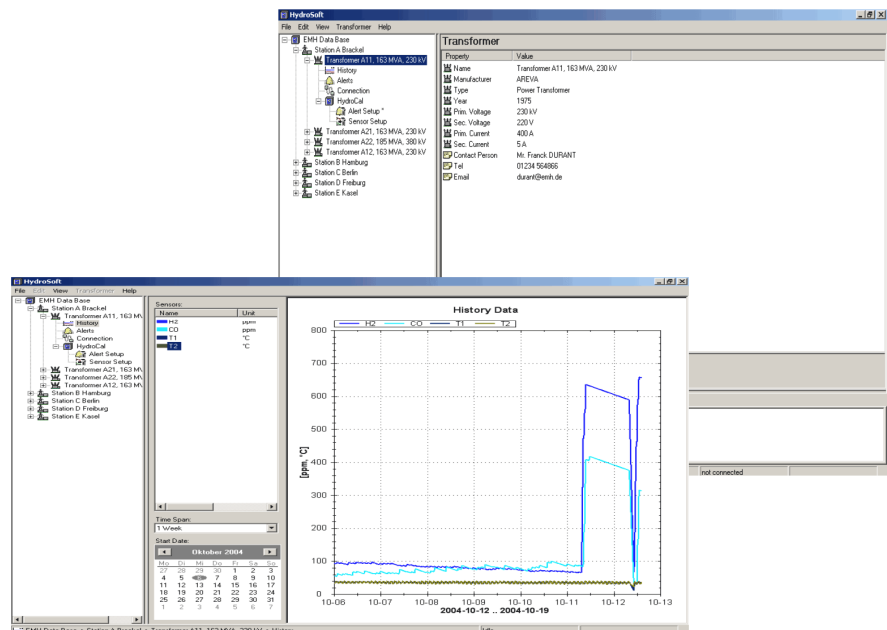 HydroSoft
File Edit View Transformer Help
EMH Data Base
Station A Brackel
Transformer A11, 163 MVA, 230 kV
History
Alerts
Connection
HydroCal
Alert Setup *
Sensor Setup
Transformer A21, 163 MVA, 230 kV
Transformer A22, 185 MVA, 380 kV
Transformer A12, 163 MVA, 230 kV
Station B Hamburg
Station C Berlin
Station D Freiburg
Station E Kasel
Transformer
Property Value
Name Transformer A11, 163 MVA, 230 kV
Manufacturer AREVA
Type Power Transformer
Year 1975
Prim. Voltage 230 kV
Sec. Voltage 220 V
Prim. Current 400 A
Sec. Current 5 A
Contact Person Mr. Franck DURANT
Tel 01234 564866
Email durant@emh.de
not connected
HydroSoft
File Edit View Transformer Help
EMH Data Base
Station A Brackel
Transformer A11, 163 M\
History
Alerts
Connection
HydroCal
Alert Setup
Sensor Setup
Transformer A21, 163 M\
Transformer A22, 185 M\
Transformer A12, 163 M\
Station B Hamburg
Station C Berlin
Station D Freiburg
Station E Kasel
Sensors:
Name Unit
H2 ppm
CO ppm
T1 °C
T2 °C
Time Span:
1 Week
Start Date:
Oktober 2004
Mo Di Mi Do Fr Sa So
27 28 29 30 1 2 3
4 5 6 7 8 9 10
11 12 13 14 15 16 17
18 19 20 21 22 23 24
25 26 27 28 29 30 31
1 2 3 4 5 6 7
History Data
H2 CO T1 T2
800
700
600
500
400
300
200
100
0
[ppm, °C]
10-06 10-07 10-08 10-09 10-10 10-11 10-12 10-13
2004-10-12 .. 2004-10-19